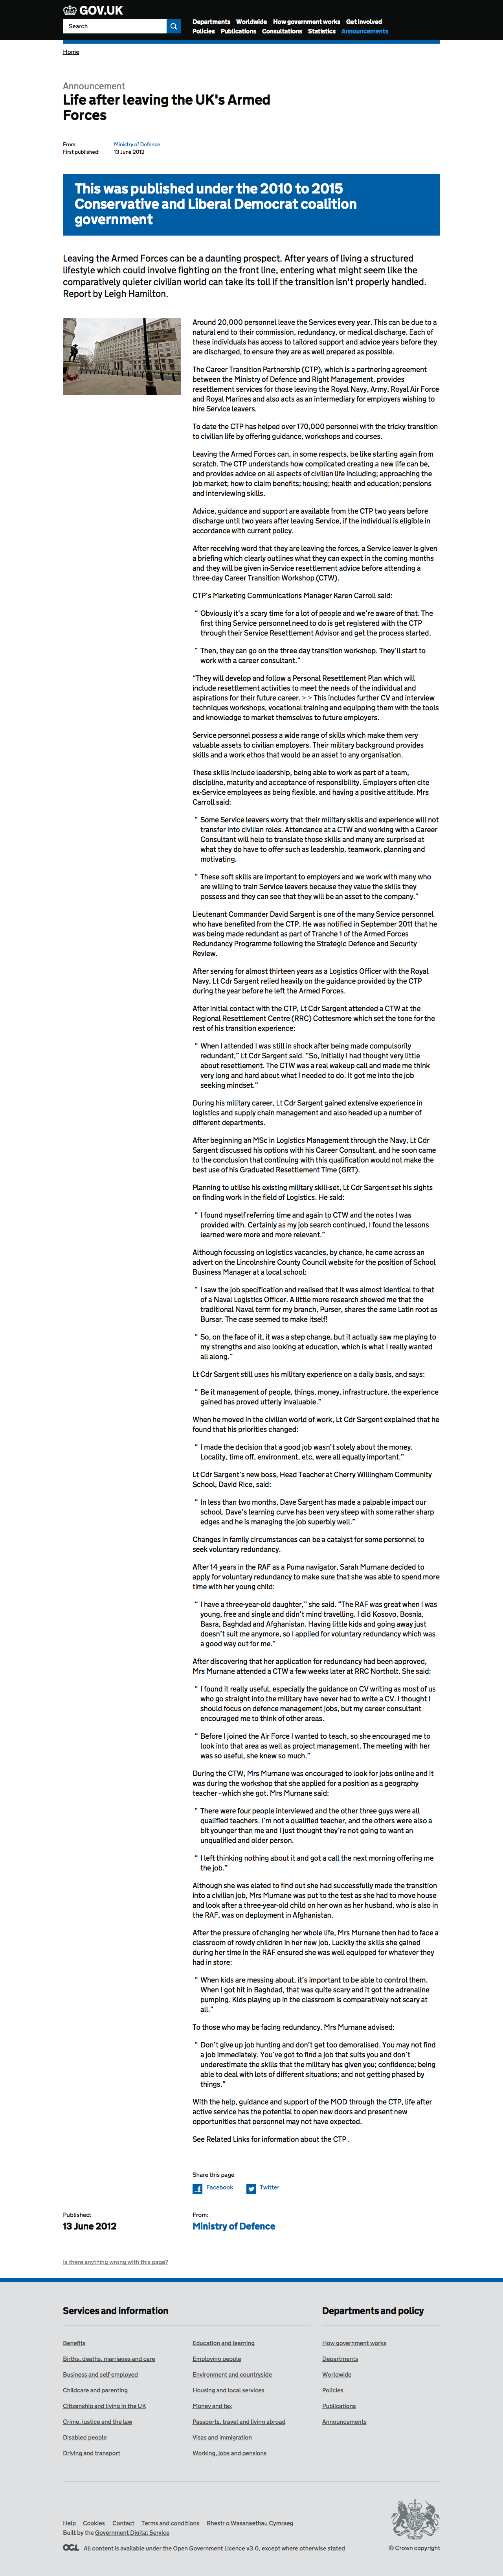 GOV.UK
Search
Departments Worldwide How government works Get involved
Policies Publications Consultations Statistics Announcements
Home
Announcement
Life after leaving the UK's Armed
Forces
From: Ministry of Defence
First published: 13 June 2012
This was published under the 2010 to 2015
Conservative and Liberal Democrat coalition
government
Leaving the Armed Forces can be a daunting prospect. After years of living a structured
lifestyle which could involve fighting on the front line, entering what might seem like the
comparatively quieter civilian world can take its toll if the transition isn't properly handled.
Report by Leigh Hamilton.
Around 20,000 personnel leave the Services every year. This can be due to a
natural end to their commission, redundancy, or medical discharge. Each of
these individuals has access to tailored support and advice years before they
are discharged, to ensure they are as well prepared as possible.
The Career Transition Partnership (CTP), which is a partnering agreement
between the Ministry of Defence and Right Management, provides
resettlement services for those leaving the Royal Navy, Army, Royal Air Force
and Royal Marines and also acts as an intermediary for employers wishing to
hire Service leavers.
To date the CTP has helped over 170,000 personnel with the tricky transition
to civilian life by offering guidance, workshops and courses.
Leaving the Armed Forces can, in some respects, be like starting again from
scratch. The CTP understands how complicated creating a new life can be,
and provides advice on all aspects of civilian life including; approaching the
job market; how to claim benefits; housing; health and education; pensions
and interviewing skills.
Advice, guidance and support are available from the CTP two years before
discharge until two years after leaving Service, if the individual is eligible in
accordance with current policy.
After receiving word that they are leaving the forces, a Service leaver is given
a briefing which clearly outlines what they can expect in the coming months
and they will be given in-Service resettlement advice before attending a
three-day Career Transition Workshop (CTW).
CTP's Marketing Communications Manager Karen Carroll said:
“ Obviously it's a scary time for a lot of people and we're aware of that. The
first thing Service personnel need to do is get registered with the CTP
through their Service Resettlement Advisor and get the process started.
“ Then, they can go on the three day transition workshop. They'll start to
work with a career consultant.”
“They will develop and follow a Personal Resettlement Plan which will
include resettlement activities to meet the needs of the individual and
aspirations for their future career. > > This includes further CV and interview
techniques workshops, vocational training and equipping them with the tools
and knowledge to market themselves to future employers.
Service personnel possess a wide range of skills which make them very
valuable assets to civilian employers. Their military background provides
skills and a work ethos that would be an asset to any organisation.
These skills include leadership, being able to work as part of a team,
discipline, maturity and acceptance of responsibility. Employers often cite
ex-Service employees as being flexible, and having a positive attitude. Mrs
Carroll said:
“ Some Service leavers worry that their military skills and experience will not
transfer into civilian roles. Attendance at a CTW and working with a Career
Consultant will help to translate those skills and many are surprised at
what they do have to offer such as leadership, teamwork, planning and
motivating.
“ These soft skills are important to employers and we work with many who
are willing to train Service leavers because they value the skills they
possess and they can see that they will be an asset to the company.”
Lieutenant Commander David Sargent is one of the many Service personnel
who have benefited from the CTP. He was notified in September 2011 that he
was being made redundant as part of Tranche 1 of the Armed Forces
Redundancy Programme following the Strategic Defence and Security
Review.
After serving for almost thirteen years as a Logistics Officer with the Royal
Navy, Lt Cdr Sargent relied heavily on the guidance provided by the CTP
during the year before he left the Armed Forces.
After initial contact with the CTP, Lt Cdr Sargent attended a CTW at the
Regional Resettlement Centre (RRC) Cottesmore which set the tone for the
rest of his transition experience:
“ When I attended I was still in shock after being made compulsorily
redundant,” Lt Cdr Sargent said. “So, initially I had thought very little
about resettlement. The CTW was a real wakeup call and made me think
very long and hard about what I needed to do. It got me into the job
seeking mindset.”
During his military career, Lt Cdr Sargent gained extensive experience in
logistics and supply chain management and also headed up a number of
different departments.
After beginning an MSc in Logistics Management through the Navy, Lt Cdr
Sargent discussed his options with his Career Consultant, and he soon came
to the conclusion that continuing with this qualification would not make the
best use of his Graduated Resettlement Time (GRT).
Planning to utilise his existing military skill-set, Lt Cdr Sargent set his sights
on finding work in the field of Logistics. He said:
“ I found myself referring time and again to CTW and the notes I was
provided with. Certainly as my job search continued, I found the lessons
learned were more and more relevant.”
Although focussing on logistics vacancies, by chance, he came across an
advert on the Lincolnshire County Council website for the position of School
Business Manager at a local school:
“ I saw the job specification and realised that it was almost identical to that
of a Naval Logistics Officer. A little more research showed me that the
traditional Naval term for my branch, Purser, shares the same Latin root as
Bursar. The case seemed to make itself!
“ So, on the face of it, it was a step change, but it actually saw me playing to
my strengths and also looking at education, which is what I really wanted
all along.”
Lt Cdr Sargent still uses his military experience on a daily basis, and says:
“ Be it management of people, things, money, infrastructure, the experience
gained has proved utterly invaluable.”
When he moved in the civilian world of work, Lt Cdr Sargent explained that he
found that his priorities changed:
“ I made the decision that a good job wasn't solely about the money.
Locality, time off, environment, etc, were all equally important.”
Lt Cdr Sargent's new boss, Head Teacher at Cherry Willingham Community
School, David Rice, said:
“ In less than two months, Dave Sargent has made a palpable impact our
school. Dave's learning curve has been very steep with some rather sharp
edges and he is managing the job superbly well.”
Changes in family circumstances can be a catalyst for some personnel to
seek voluntary redundancy.
After 14 years in the RAF as a Puma navigator, Sarah Murnane decided to
apply for voluntary redundancy to make sure that she was able to spend more
time with her young child:
“ I have a three-year-old daughter,” she said. “The RAF was great when I was
young, free and single and didn't mind travelling. I did Kosovo, Bosnia,
Basra, Baghdad and Afghanistan. Having little kids and going away just
doesn't suit me anymore, so I applied for voluntary redundancy which was
a good way out for me.”
After discovering that her application for redundancy had been approved,
Mrs Murnane attended a CTW a few weeks later at RRC Northolt. She said:
“ I found it really useful, especially the guidance on CV writing as most of us
who go straight into the military have never had to write a CV. I thought I
should focus on defence management jobs, but my career consultant
encouraged me to think of other areas.
“ Before I joined the Air Force I wanted to teach, so she encouraged me to
look into that area as well as project management. The meeting with her
was so useful, she knew so much.”
During the CTW, Mrs Murnane was encouraged to look for jobs online and it
was during the workshop that she applied for a position as a geography
teacher - which she got. Mrs Murnane said:
“ There were four people interviewed and the other three guys were all
qualified teachers. I'm not a qualified teacher, and the others were also a
bit younger than me and I just thought they're not going to want an
unqualified and older person.
“ I left thinking nothing about it and got a call the next morning offering me
the job.”
Although she was elated to find out she had successfully made the transition
into a civilian job, Mrs Murnane was put to the test as she had to move house
and look after a three-year-old child on her own as her husband, who is also in
the RAF, was on deployment in Afghanistan.
After the pressure of changing her whole life, Mrs Murnane then had to face a
classroom of rowdy children in her new job. Luckily the skills she gained
during her time in the RAF ensured she was well equipped for whatever they
had in store:
“ When kids are messing about, it's important to be able to control them.
When I got hit in Baghdad, that was quite scary and it got the adrenaline
pumping. Kids playing up in the classroom is comparatively not scary at
all.”
To those who may be facing redundancy, Mrs Murnane advised:
“ Don't give up job hunting and don't get too demoralised. You may not find
a job immediately. You've got to find a job that suits you and don't
underestimate the skills that the military has given you; confidence; being
able to deal with lots of different situations; and not getting phased by
things.”
With the help, guidance and support of the MOD through the CTP, life after
active service has the potential to open new doors and present new
opportunities that personnel may not have expected.
See Related Links for information about the CTP .
Share this page
Facebook Twitter
Published: From:
13 June 2012 Ministry of Defence
Is there anything wrong with this page?
Services and information Departments and policy
Benefits Education and learning How government works
Births, deaths, marriages and care Employing people Departments
Business and self-employed Environment and countryside Worldwide
Childcare and parenting Housing and local services Policies
Citizenship and living in the UK Money and tax Publications
Crime, justice and the law Passports, travel and living abroad Announcements
Disabled people Visas and immigration
Driving and transport Working, jobs and pensions
Help Cookies Contact Terms and conditions Rhestr o Wasanaethau Cymraeg
Built by the Government Digital Service
OGL All content is available under the Open Government Licence v3.0, except where otherwise stated
© Crown copyright